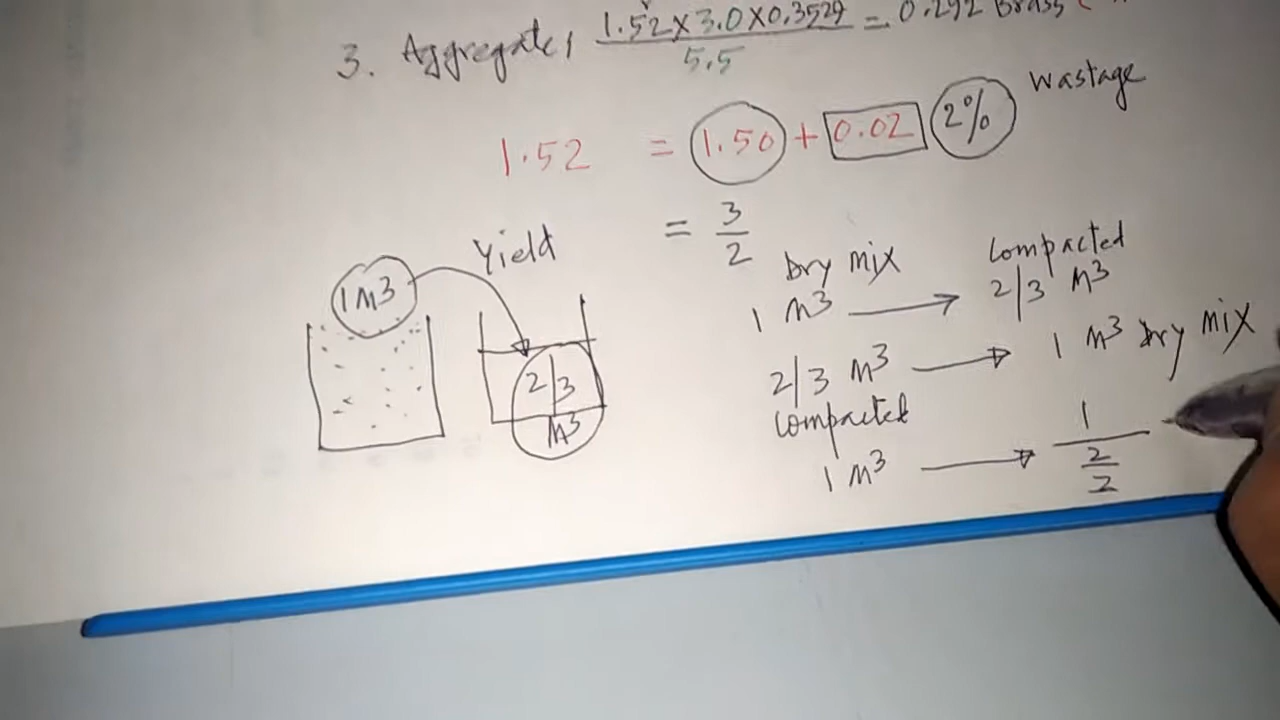 3. Aggregate, 1.52×3.0×0.3529 / 5.5 = 0.292 Brass (
1.52 = 1.50 + 0.02 2% Wastage
= 3/2
Yield
1 M3
2/3 M3
Dry mix Compacted
1 M3 → 2/3 M3
2/3 M3 → 1 M3 Dry Mix
Compacted
1 M3 → 1 / 2/2